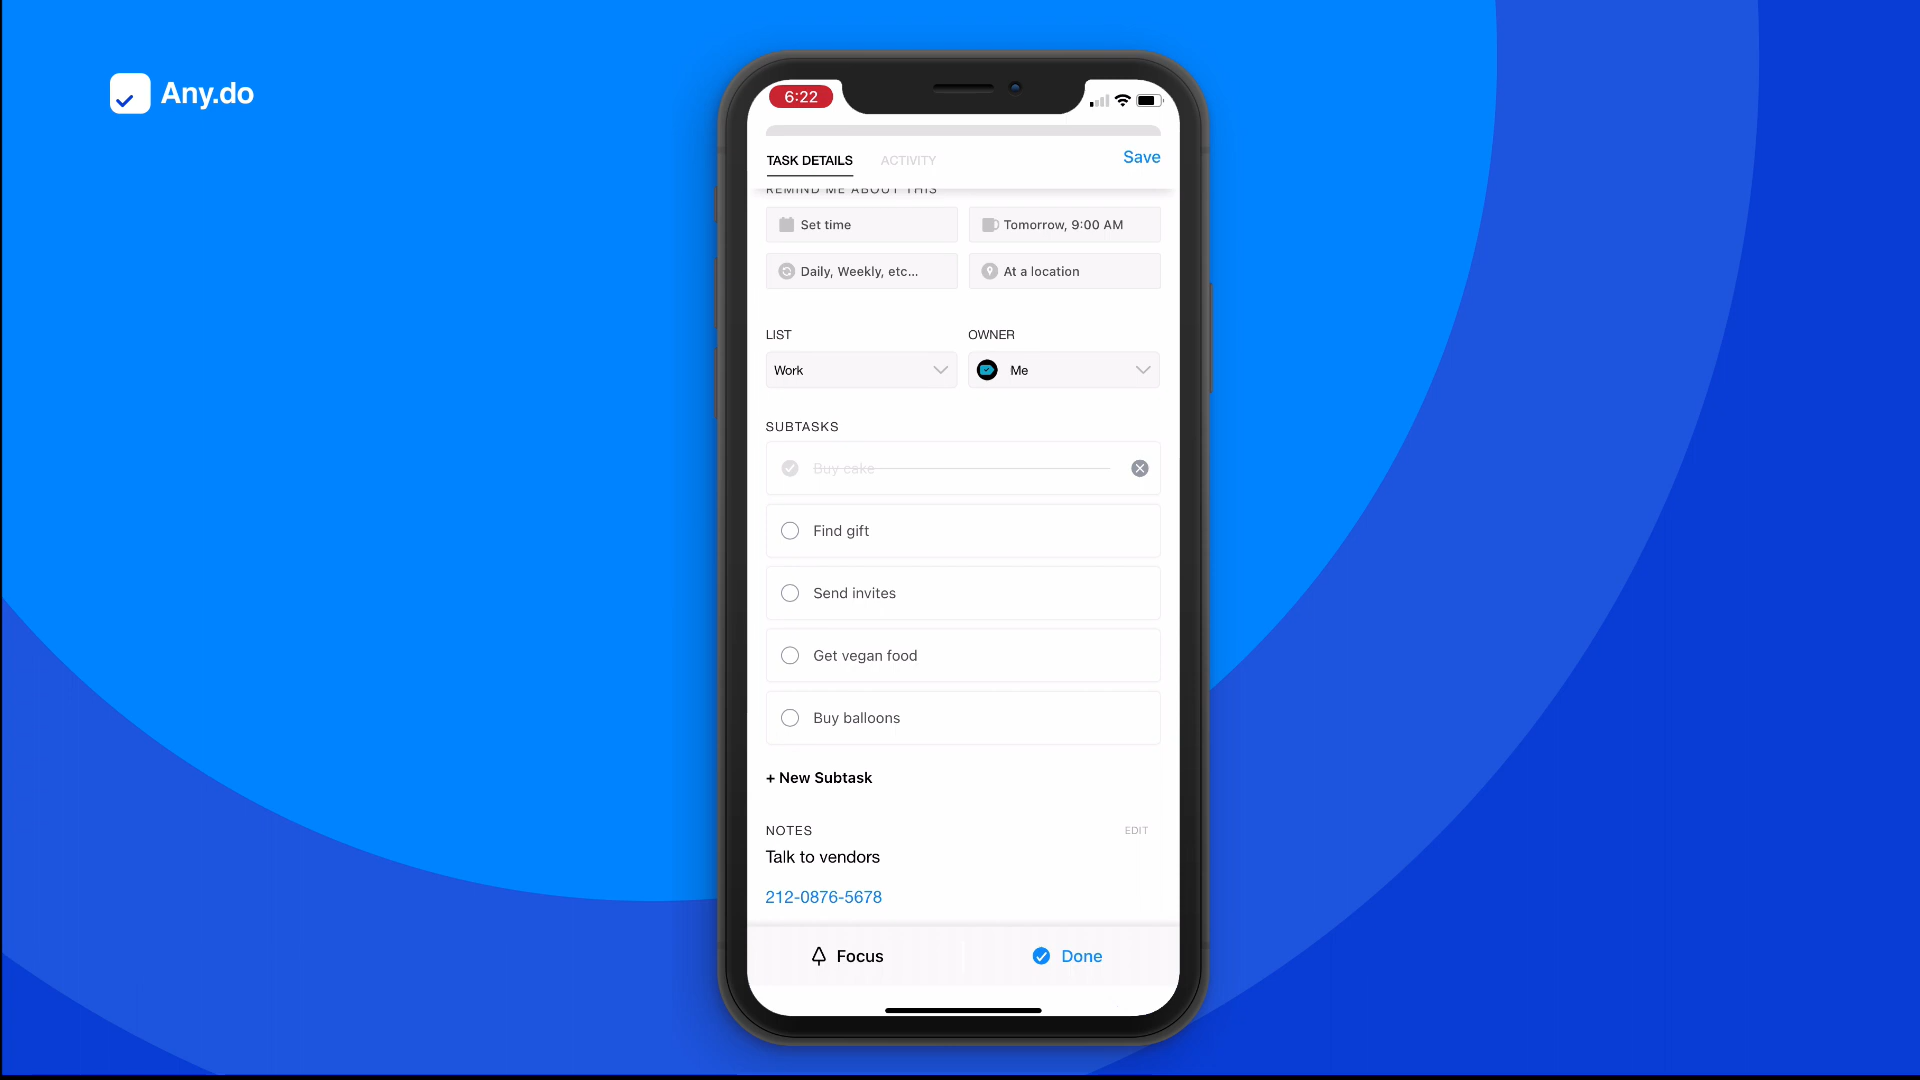 Any.do
6:22
TASK DETAILS
ACTIVITY
Save
REMIND ME ABOUT THIS
Set time
Tomorrow, 9:00 AM
Daily, Weekly, etc...
At a location
LIST
OWNER
Work
Me
SUBTASKS
Buy cake
Find gift
Send invites
Get vegan food
Buy balloons
+ New Subtask
NOTES
EDIT
Talk to vendors
212-0876-5678
Focus
Done